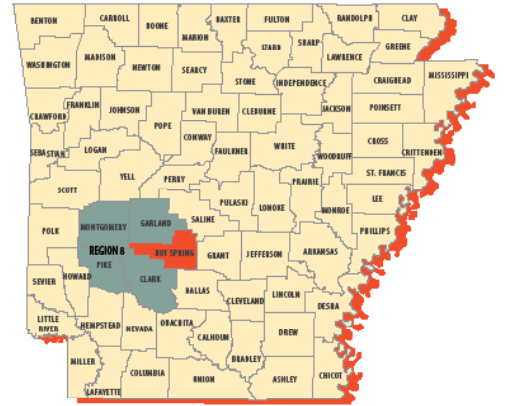 BENTON
CARROLL
BOONE
MARION
BAXTER
FULTON
RANDOLPH
CLAY
IZARD
SHARP
GREENE
LAWRENCE
WASHINGTON
MADISON
NEWTON
SEARCY
STONE
INDEPENDENCE
CRAIGHEAD
MISSISSIPPI
CRAWFORD
FRANKLIN
JOHNSON
POPE
VAN BUREN
CLEBURNE
JACKSON
POINSETT
CONWAY
FAULKNER
WHITE
WOODRUFF
CROSS
CRITTENDEN
SEBASTIAN
LOGAN
YELL
PERRY
ST. FRANCIS
SCOTT
PULASKI
LONOKE
PRAIRIE
MONROE
LEE
POLK
MONTGOMERY
GARLAND
SALINE
PHILLIPS
REGION 8
HOT SPRING
GRANT
JEFFERSON
ARKANSAS
PIKE
SEVIER
HOWARD
CLARK
DALLAS
CLEVELAND
LINCOLN
DESHA
LITTLE
RIVER
HEMPSTEAD
NEVADA
OUACHITA
CALHOUN
DREW
BRADLEY
MILLER
COLUMBIA
UNION
ASHLEY
CHICOT
LAFAYETTE